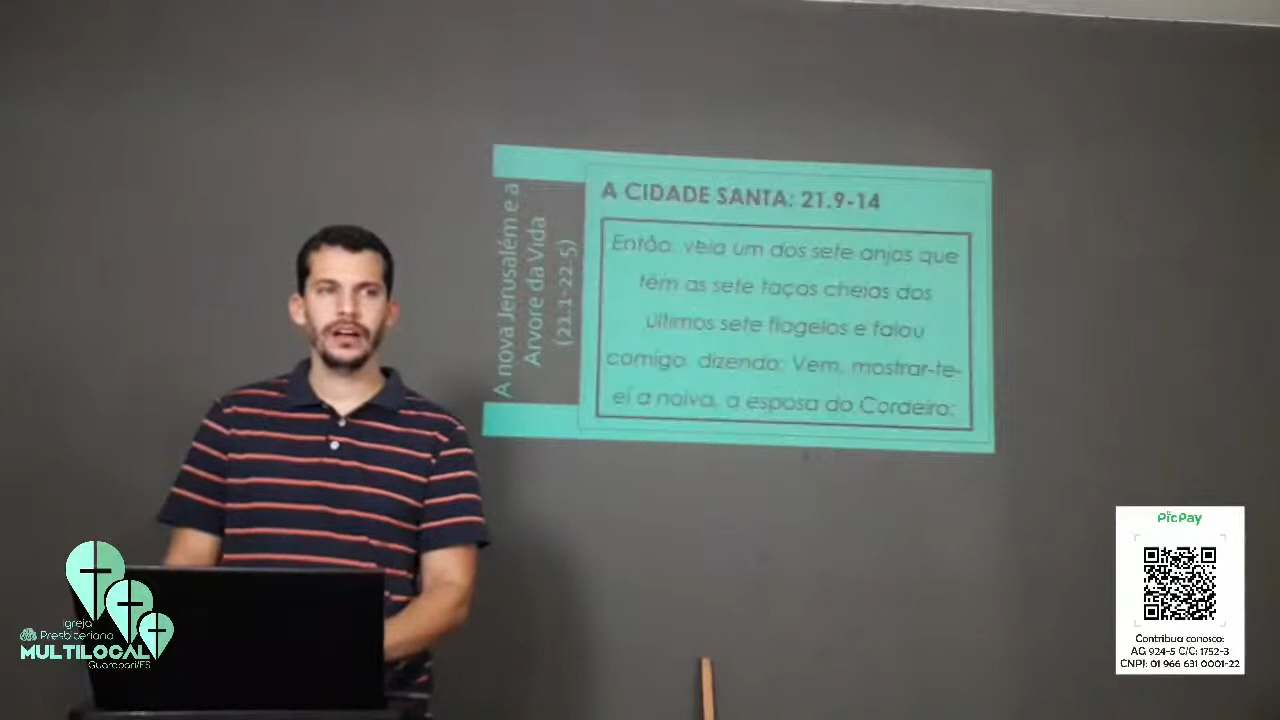 A nova Jerusalém e a
Árvore da Vida
(21.1-22.5)
A CIDADE SANTA: 21.9-14
Então, veio um dos sete anjos que
têm as sete taças cheias dos
últimos sete flagelos e falou
comigo, dizendo: Vem, mostrar-te-
ei a noiva, a esposa do Cordeiro;
Igreja
Presbiteriana
MULTILOCAL
Guarapari/ES
PicPay
Contribua conosco:
AG 924-5 C/C: 1752-3
CNPJ: 01 966 631 0001-22